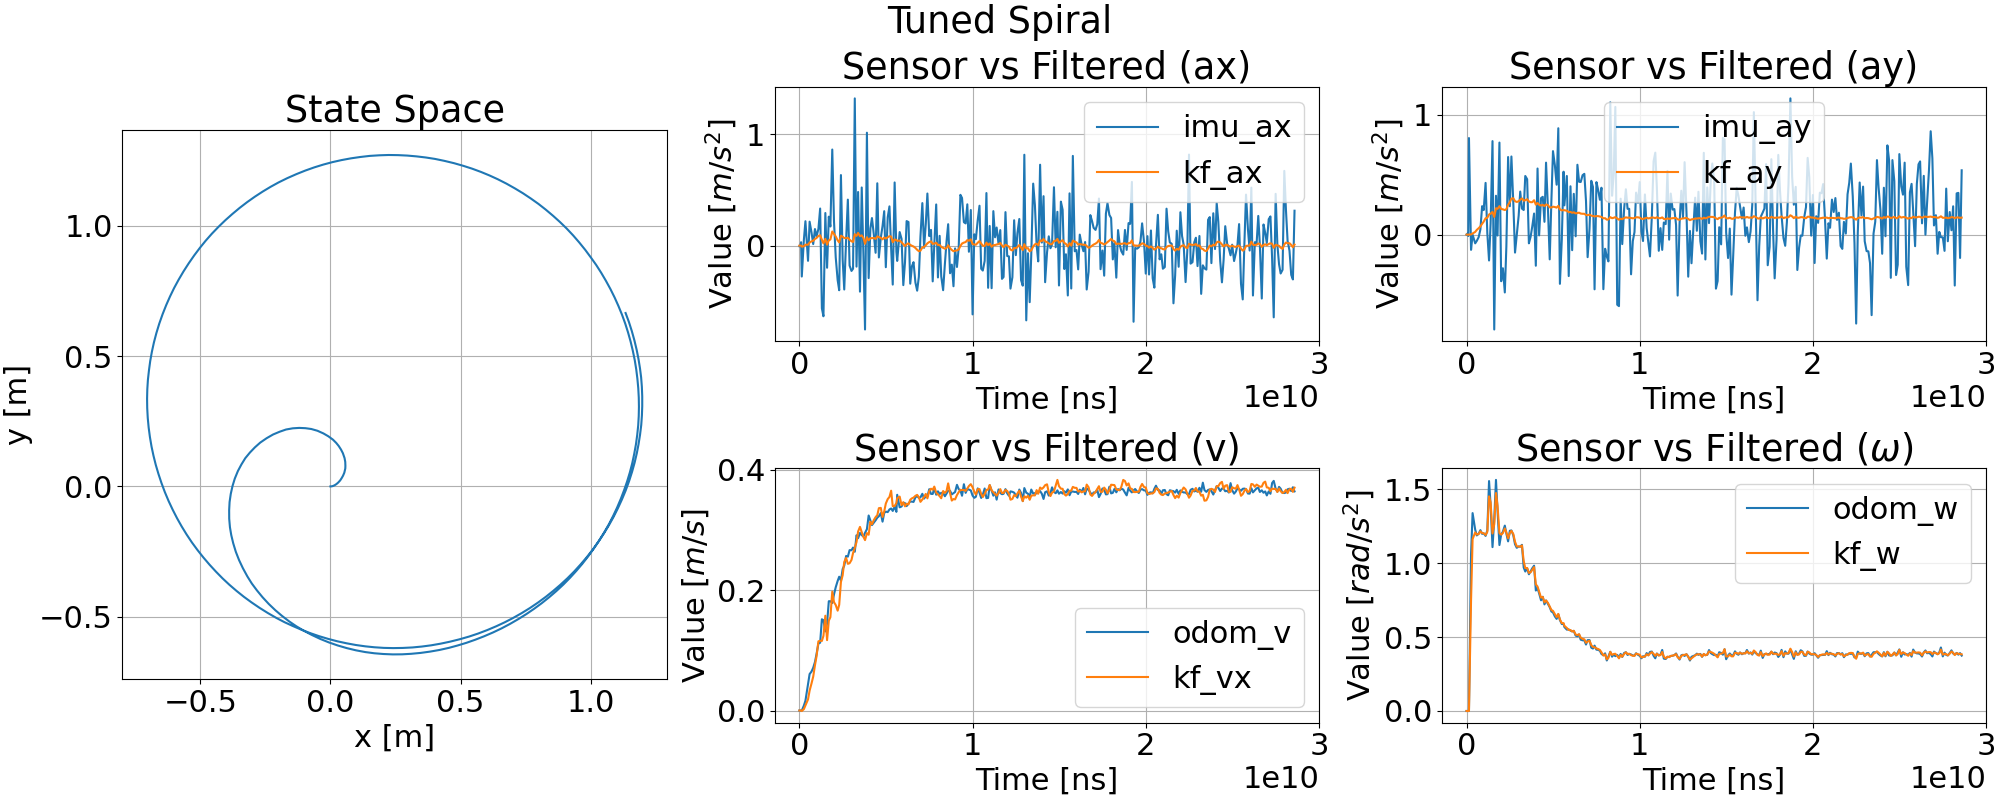 Tuned Spiral
State Space
1.0
0.5
0.0
−0.5
y [m]
−0.5 0.0 0.5 1.0
x [m]
Sensor vs Filtered (ax)
imu_ax
kf_ax
1
0
Value [m/s²]
0 1 2 3
Time [ns]
1e10
Sensor vs Filtered (ay)
imu_ay
kf_ay
1
0
Value [m/s²]
0 1 2 3
Time [ns]
1e10
Sensor vs Filtered (v)
0.4
0.2
0.0
Value [m/s]
odom_v
kf_vx
0 1 2 3
Time [ns]
1e10
Sensor vs Filtered (ω)
1.5
1.0
0.5
0.0
Value [rad/s²]
odom_w
kf_w
0 1 2 3
Time [ns]
1e10